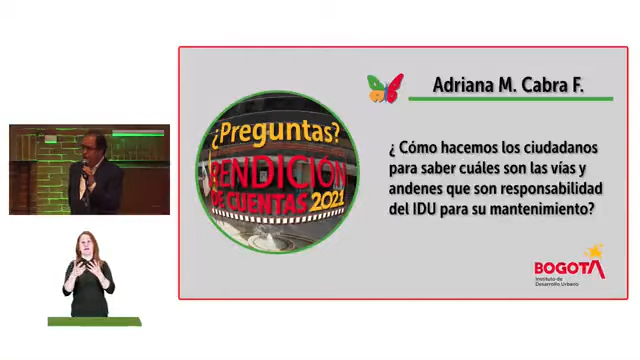 Adriana M. Cabra F.
¿Preguntas?
RENDICIÓN
DE CUENTAS 2021
¿ Cómo hacemos los ciudadanos
para saber cuáles son las vías y
andenes que son responsabilidad
del IDU para su mantenimiento?
BOGOTÁ
Instituto de
Desarrollo Urbano